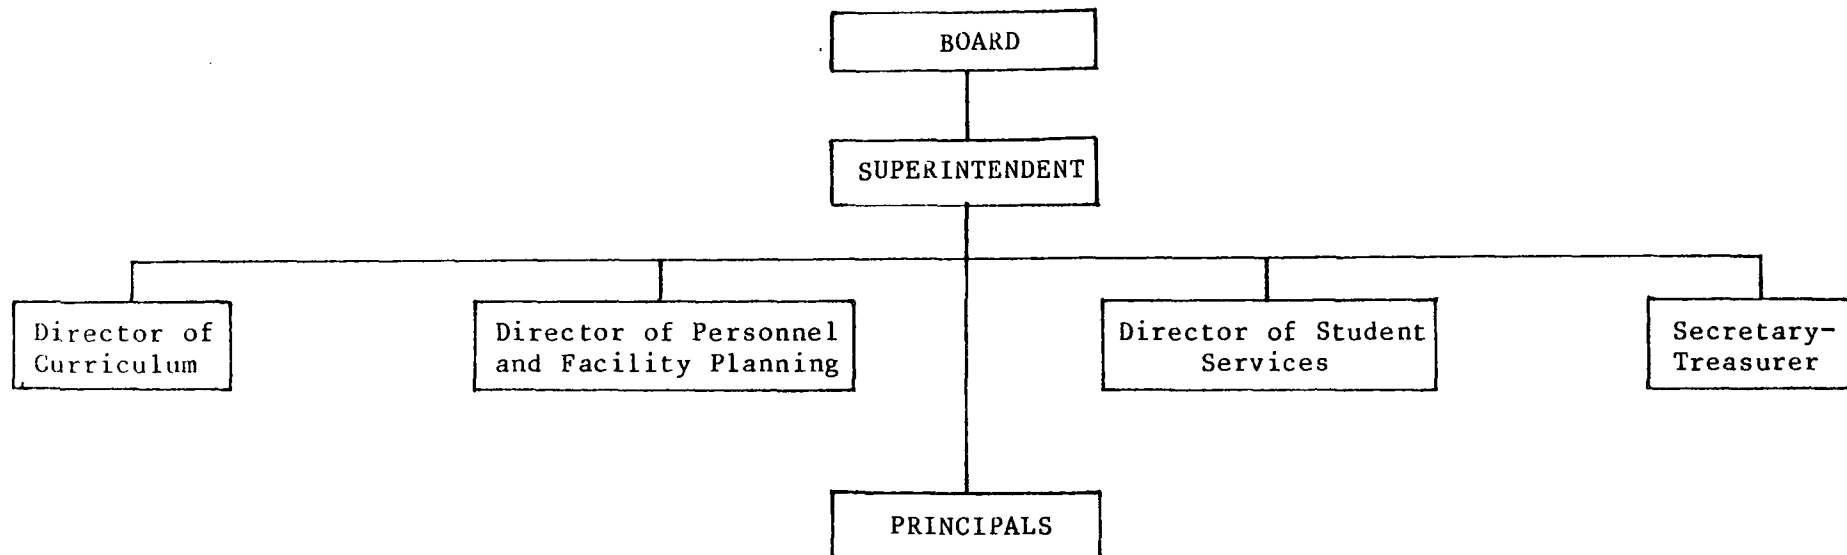 BOARD
SUPERINTENDENT
Director of
Curriculum
Director of Personnel
and Facility Planning
Director of Student
Services
Secretary-
Treasurer
PRINCIPALS